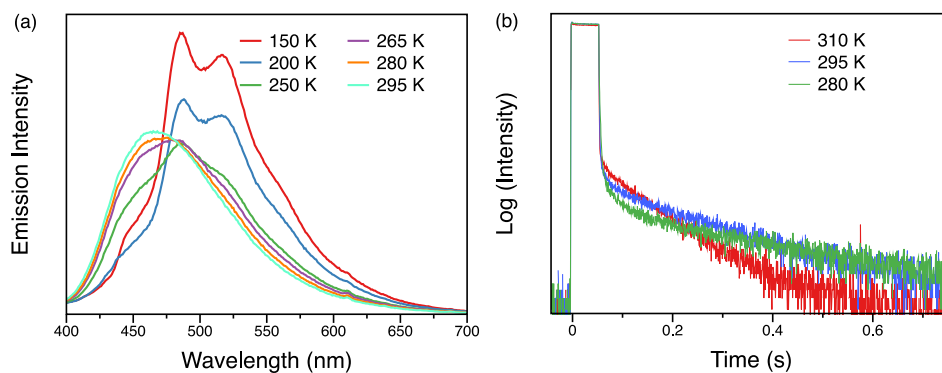 (a)
150 K
200 K
250 K
265 K
280 K
295 K
Emission Intensity
400
450
500
550
600
650
700
Wavelength (nm)
(b)
310 K
295 K
280 K
Log (Intensity)
0
0.2
0.4
0.6
Time (s)